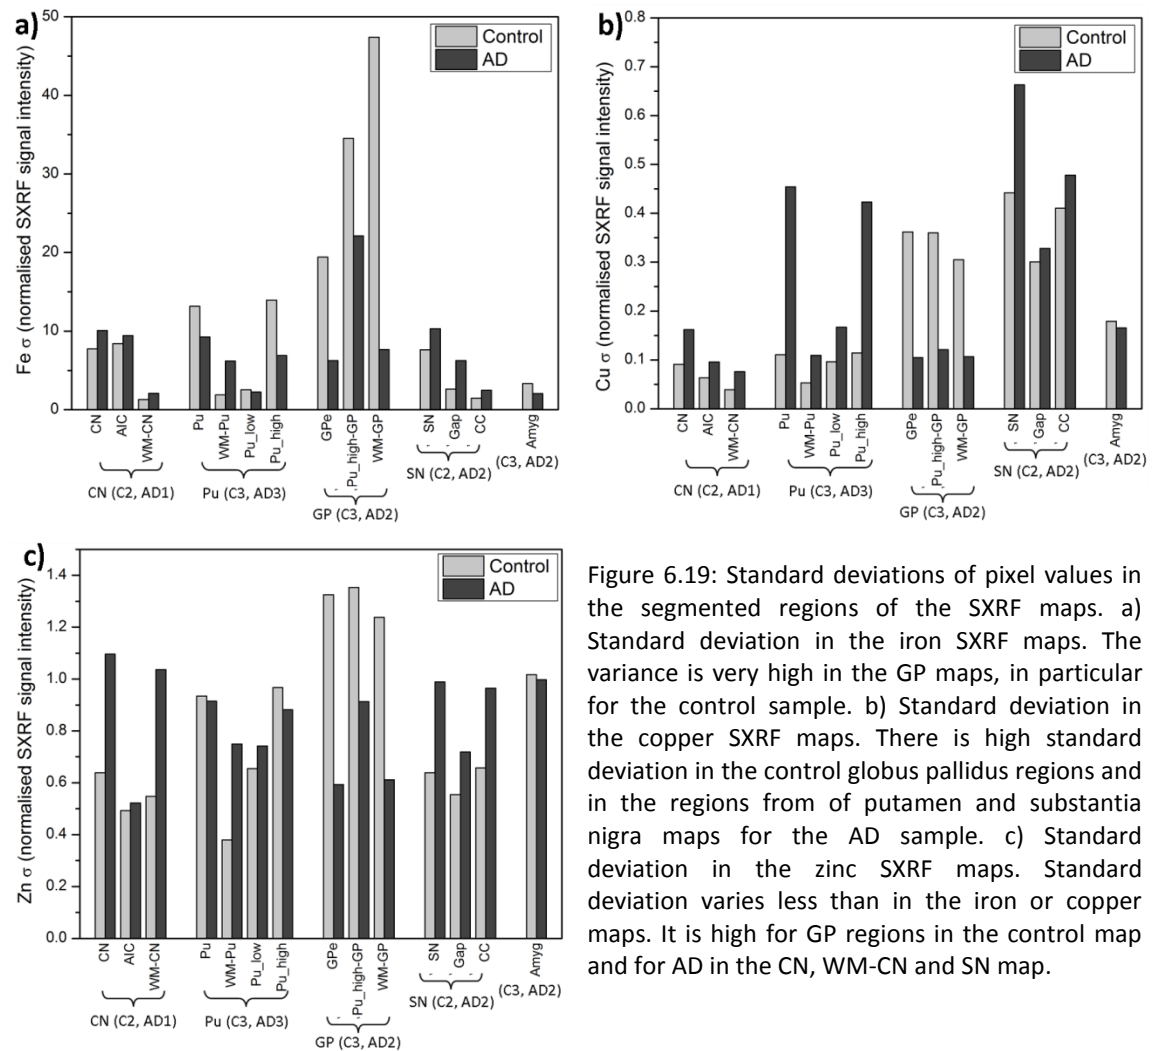 a)
50
40
30
20
10
0
Fe σ (normalised SXRF signal intensity)
Control
AD
CN
AIC
WM-CN
Pu
WM-Pu
Pu_low
Pu_high
GPe
Pu_high-GP
WM-GP
SN
Gap
CC
Amyg
CN (C2, AD1)
Pu (C3, AD3)
GP (C3, AD2)
SN (C2, AD2)
(C3, AD2)
b)
0.8
0.7
0.6
0.5
0.4
0.3
0.2
0.1
0.0
Cu σ (normalised SXRF signal intensity)
Control
AD
CN
AIC
WM-CN
Pu
WM-Pu
Pu_low
Pu_high
GPe
Pu_high-GP
WM-GP
SN
Gap
CC
Amyg
CN (C2, AD1)
Pu (C3, AD3)
GP (C3, AD2)
SN (C2, AD2)
(C3, AD2)
c)
1.4
1.2
1.0
0.8
0.6
0.4
0.2
0.0
Zn σ (normalised SXRF signal intensity)
Control
AD
CN
AIC
WM-CN
Pu
WM-Pu
Pu_low
Pu_high
GPe
Pu_high-GP
WM-GP
SN
Gap
CC
Amyg
CN (C2, AD1)
Pu (C3, AD3)
GP (C3, AD2)
SN (C2, AD2)
(C3, AD2)
Figure 6.19: Standard deviations of pixel values in
the segmented regions of the SXRF maps. a)
Standard deviation in the iron SXRF maps. The
variance is very high in the GP maps, in particular
for the control sample. b) Standard deviation in
the copper SXRF maps. There is high standard
deviation in the control globus pallidus regions and
in the regions from of putamen and substantia
nigra maps for the AD sample. c) Standard
deviation in the zinc SXRF maps. Standard
deviation varies less than in the iron or copper
maps. It is high for GP regions in the control map
and for AD in the CN, WM-CN and SN map.